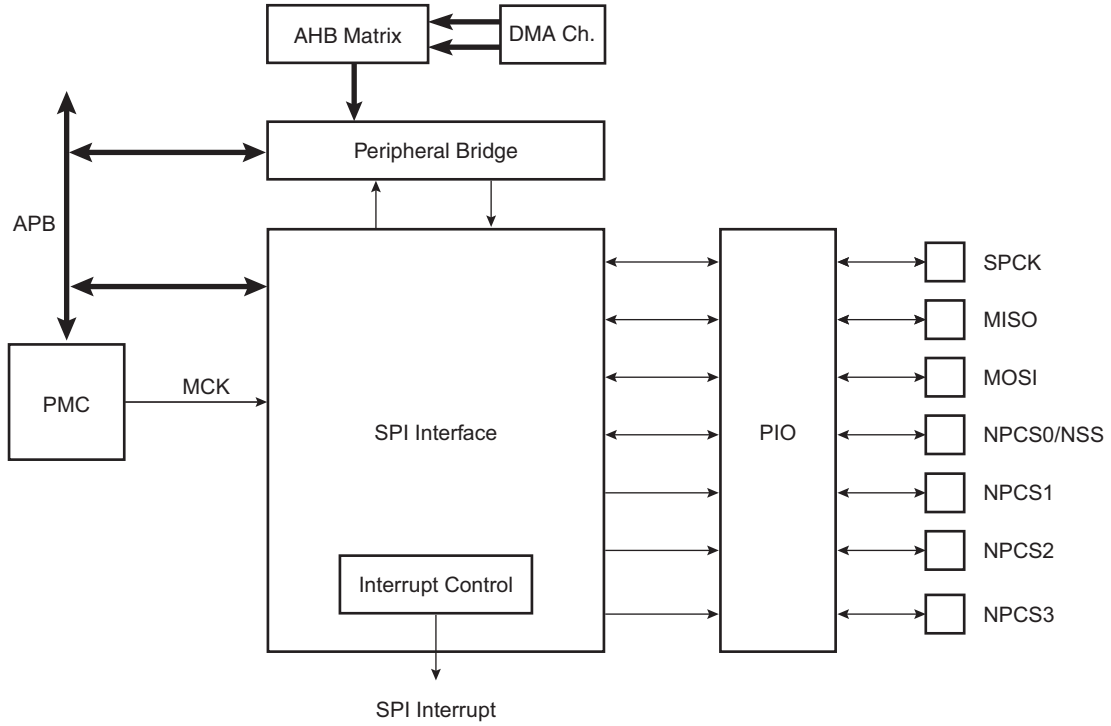 AHB Matrix
DMA Ch.
Peripheral Bridge
APB
SPCK
MISO
PMC
MCK
MOSI
SPI Interface
PIO
NPCS0/NSS
NPCS1
NPCS2
Interrupt Control
NPCS3
SPI Interrupt